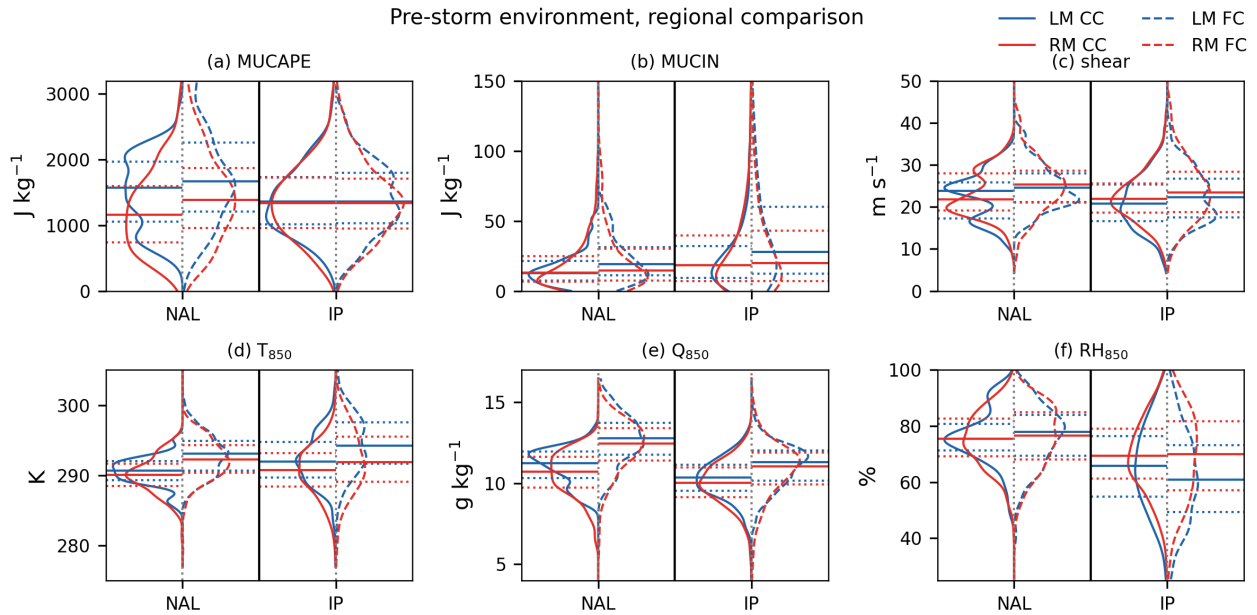 Pre-storm environment, regional comparison
LM CC
LM FC
RM CC
RM FC
(a) MUCAPE
(b) MUCIN
(c) shear
J kg⁻¹
3000
2000
1000
0
NAL
IP
J kg⁻¹
150
100
50
0
NAL
IP
m s⁻¹
50
40
30
20
10
0
NAL
IP
(d) T₈₅₀
(e) Q₈₅₀
(f) RH₈₅₀
K
300
290
280
NAL
IP
g kg⁻¹
15
10
5
NAL
IP
%
100
80
60
40
NAL
IP